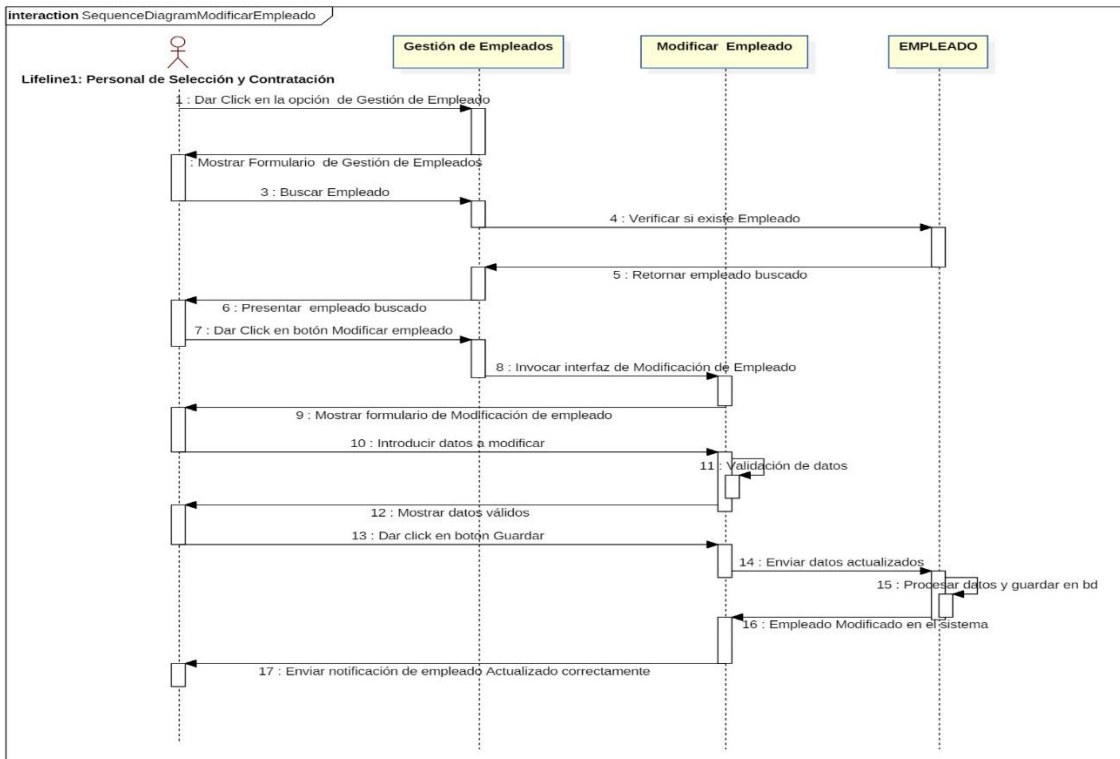 interaction SequenceDiagramModificarEmpleado
Gestión de Empleados
Modificar Empleado
EMPLEADO
Lifeline1: Personal de Selección y Contratación
1 : Dar Click en la opción de Gestión de Empleado
: Mostrar Formulario de Gestión de Empleados
3 : Buscar Empleado
4 : Verificar si existe Empleado
5 : Retornar empleado buscado
6 : Presentar empleado buscado
7 : Dar Click en botón Modificar empleado
8 : Invocar interfaz de Modificación de Empleado
9 : Mostrar formulario de Modificación de empleado
10 : Introducir datos a modificar
11 : Validación de datos
12 : Mostrar datos válidos
13 : Dar click en botón Guardar
14 : Enviar datos actualizados
15 : Procesar datos y guardar en bd
16 : Empleado Modificado en el sistema
17 : Enviar notificación de empleado Actualizado correctamente